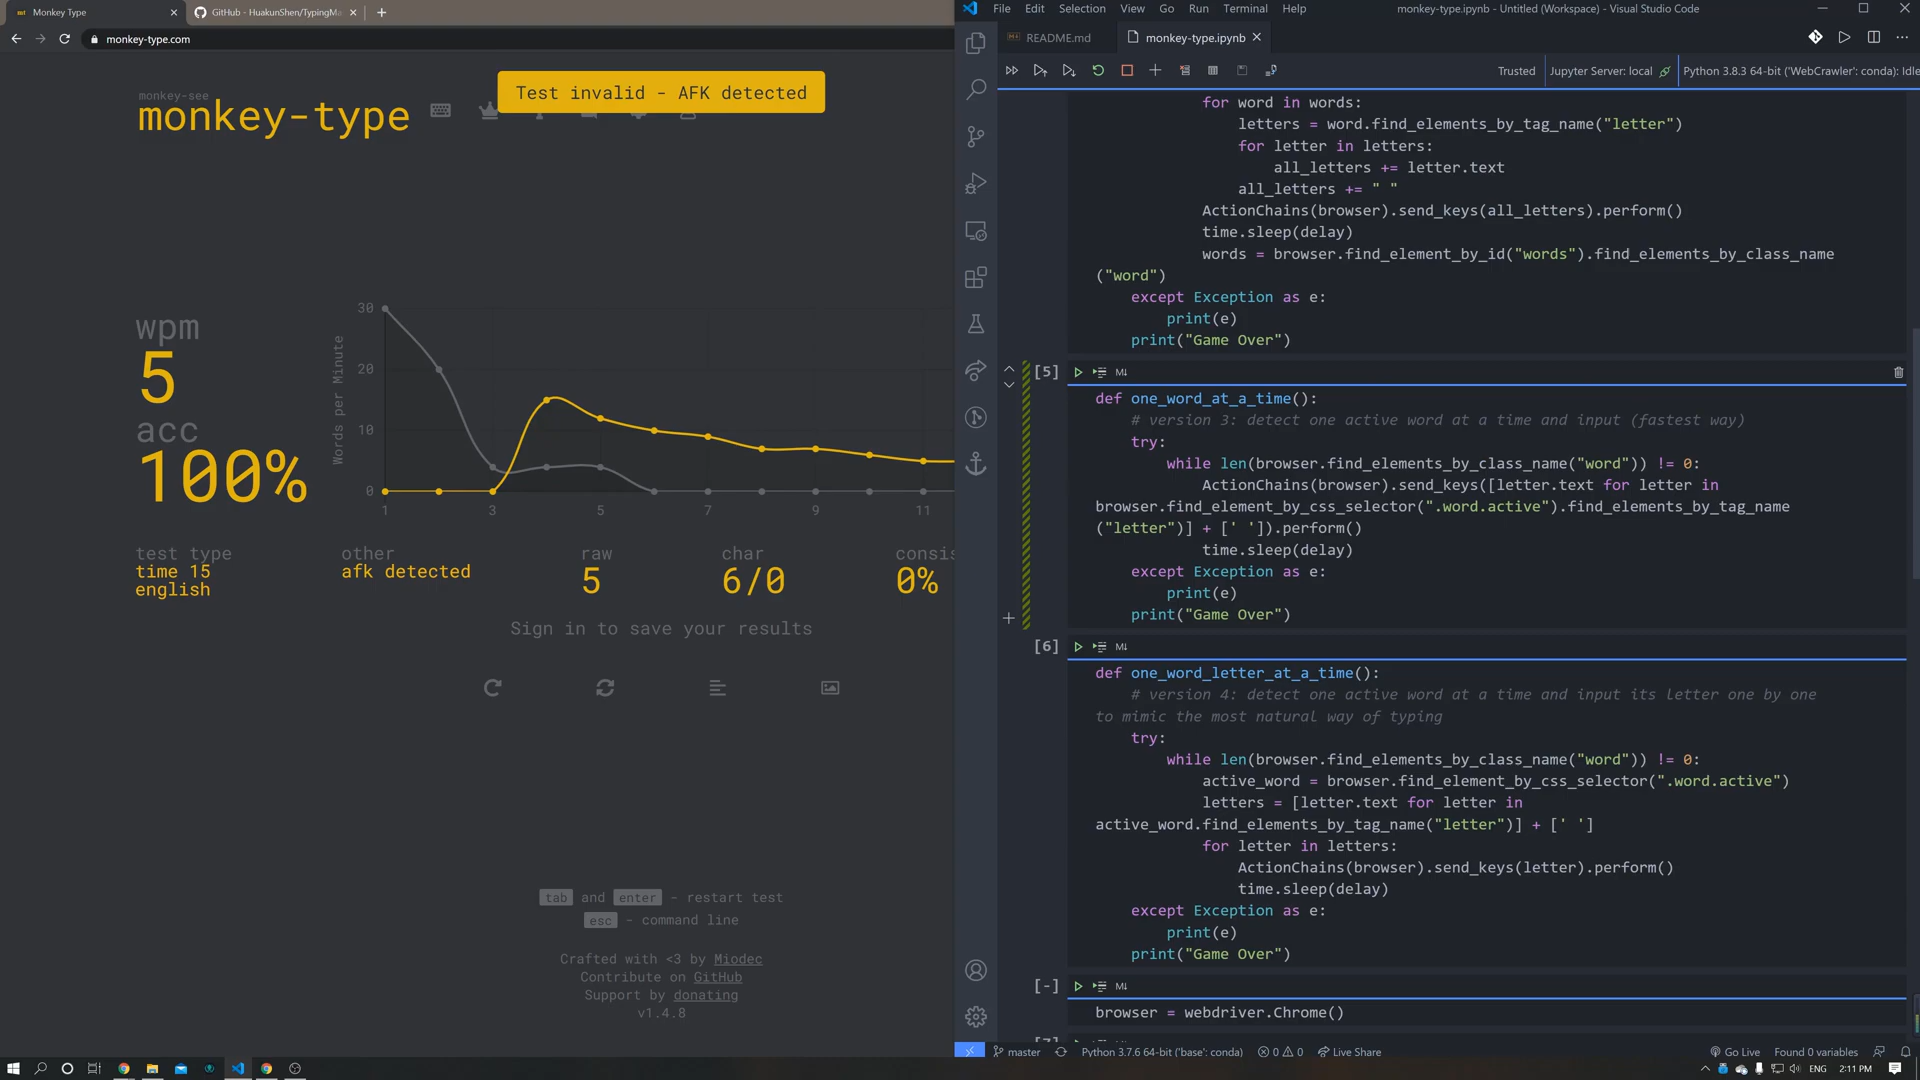 Monkey Type
GitHub - HuakunShen/TypingMa
monkey-type.com
monkey-see
monkey-type
Test invalid - AFK detected
wpm
5
acc
100%
Words per Minute
30
20
10
0
1
3
5
7
9
11
test type
time 15
english
other
afk detected
raw
5
char
6/0
consis
0%
Sign in to save your results
tab and enter - restart test
esc - command line
Crafted with <3 by Miodec
Contribute on GitHub
Support by donating
v1.4.8
File Edit Selection View Go Run Terminal Help
monkey-type.ipynb - Untitled (Workspace) - Visual Studio Code
README.md
monkey-type.ipynb
Trusted
Jupyter Server: local
Python 3.8.3 64-bit ('WebCrawler': conda): Idle
for word in words:
letters = word.find_elements_by_tag_name("letter")
for letter in letters:
all_letters += letter.text
all_letters += " "
ActionChains(browser).send_keys(all_letters).perform()
time.sleep(delay)
words = browser.find_element_by_id("words").find_elements_by_class_name
("word")
except Exception as e:
print(e)
print("Game Over")
[5]
M↓
def one_word_at_a_time():
# version 3: detect one active word at a time and input (fastest way)
try:
while len(browser.find_elements_by_class_name("word")) != 0:
ActionChains(browser).send_keys([letter.text for letter in
browser.find_element_by_css_selector(".word.active").find_elements_by_tag_name
("letter")] + [' ']).perform()
time.sleep(delay)
except Exception as e:
print(e)
print("Game Over")
[6]
M↓
def one_word_letter_at_a_time():
# version 4: detect one active word at a time and input its letter one by one
to mimic the most natural way of typing
try:
while len(browser.find_elements_by_class_name("word")) != 0:
active_word = browser.find_element_by_css_selector(".word.active")
letters = [letter.text for letter in
active_word.find_elements_by_tag_name("letter")] + [' ']
for letter in letters:
ActionChains(browser).send_keys(letter).perform()
time.sleep(delay)
except Exception as e:
print(e)
print("Game Over")
[-]
M↓
browser = webdriver.Chrome()
master
Python 3.7.6 64-bit ('base': conda)
0
0
Live Share
Go Live
Found 0 variables
ENG
2:11 PM